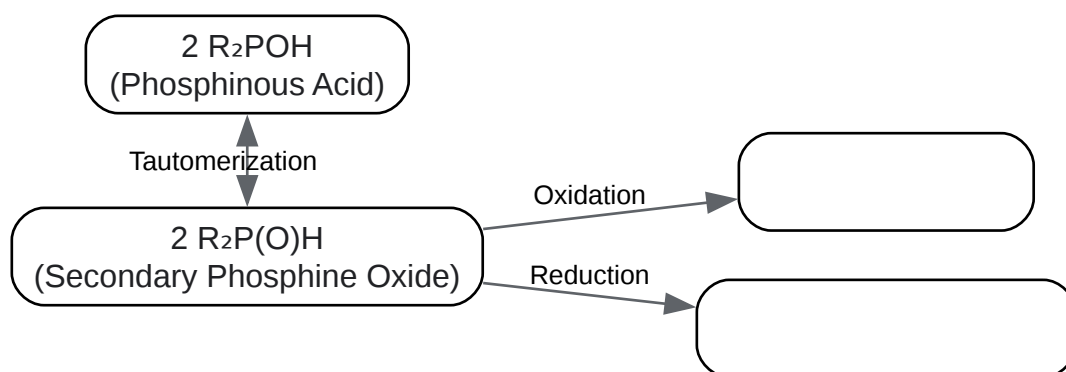 2 R₂POH
(Phosphinous Acid)
Tautomerization
2 R₂P(O)H
(Secondary Phosphine Oxide)
Oxidation
Reduction